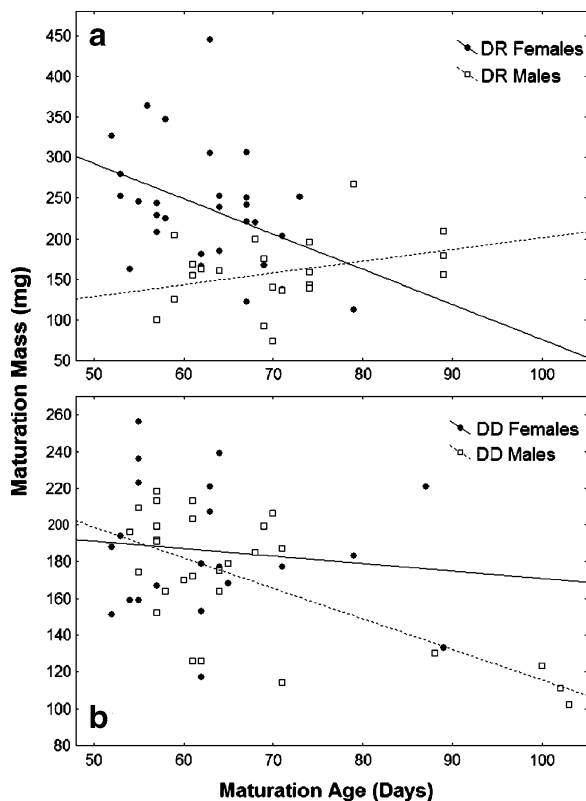 a
DR Females
DR Males
450
400
350
300
250
200
150
100
50
50 60 70 80 90 100
Maturation Mass (mg)
DD Females
DD Males
260
240
220
200
180
160
140
120
100
80
b
50 60 70 80 90 100
Maturation Age (Days)